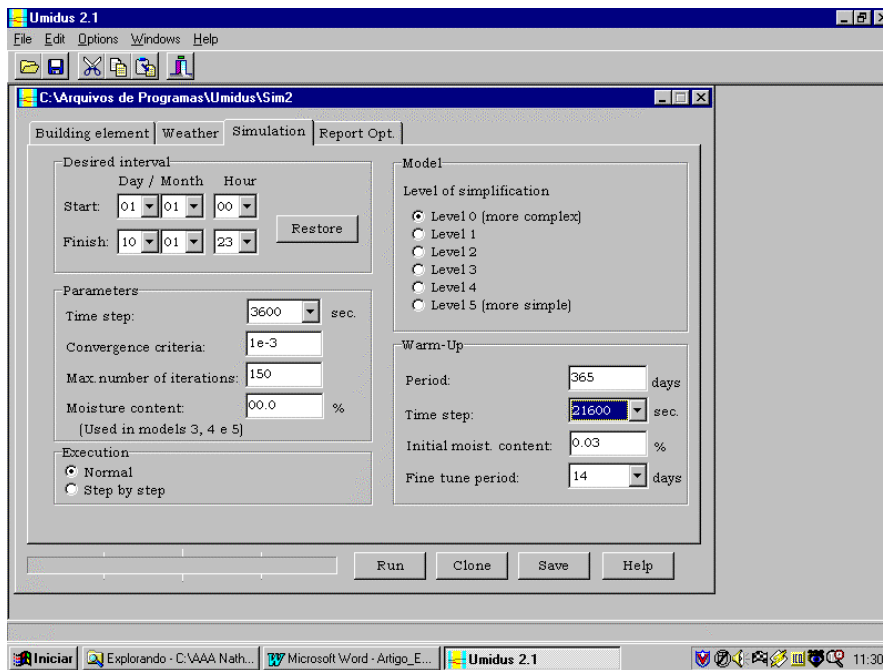 Umidus 2.1
File Edit Options Windows Help
C:\Arquivos de Programas\Umidus\Sim2
Building element Weather Simulation Report Opt.
Desired interval
Day / Month Hour
Start: 01 01 00
Finish: 10 01 23
Restore
Parameters
Time step: 3600 sec.
Convergence criteria: 1e-3
Max.number of iterations: 150
Moisture content: 00.0 %
(Used in models 3, 4 e 5)
Execution
Normal
Step by step
Model
Level of simplification
Level 0 (more complex)
Level 1
Level 2
Level 3
Level 4
Level 5 (more simple)
Warm-Up
Period: 365 days
Time step: 21600 sec.
Initial moist. content: 0.03 %
Fine tune period: 14 days
Run Clone Save Help
Iniciar Explorando - C:\AAA Nath... Microsoft Word - Artigo_E... Umidus 2.1 11:30